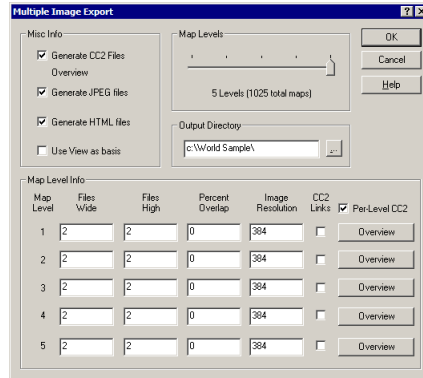 Multiple Image Export
Misc Info
Generate CC2 Files
Overview
Generate JPEG files
Generate HTML files
Use View as basis
Map Levels
5 Levels (1025 total maps)
Output Directory
c:\World Sample\
...
OK
Cancel
Help
Map Level Info
Map Level Files Wide Files High Percent Overlap Image Resolution CC2 Links Per-Level CC2
1 2 2 0 384 Overview
2 2 2 0 384 Overview
3 2 2 0 384 Overview
4 2 2 0 384 Overview
5 2 2 0 384 Overview